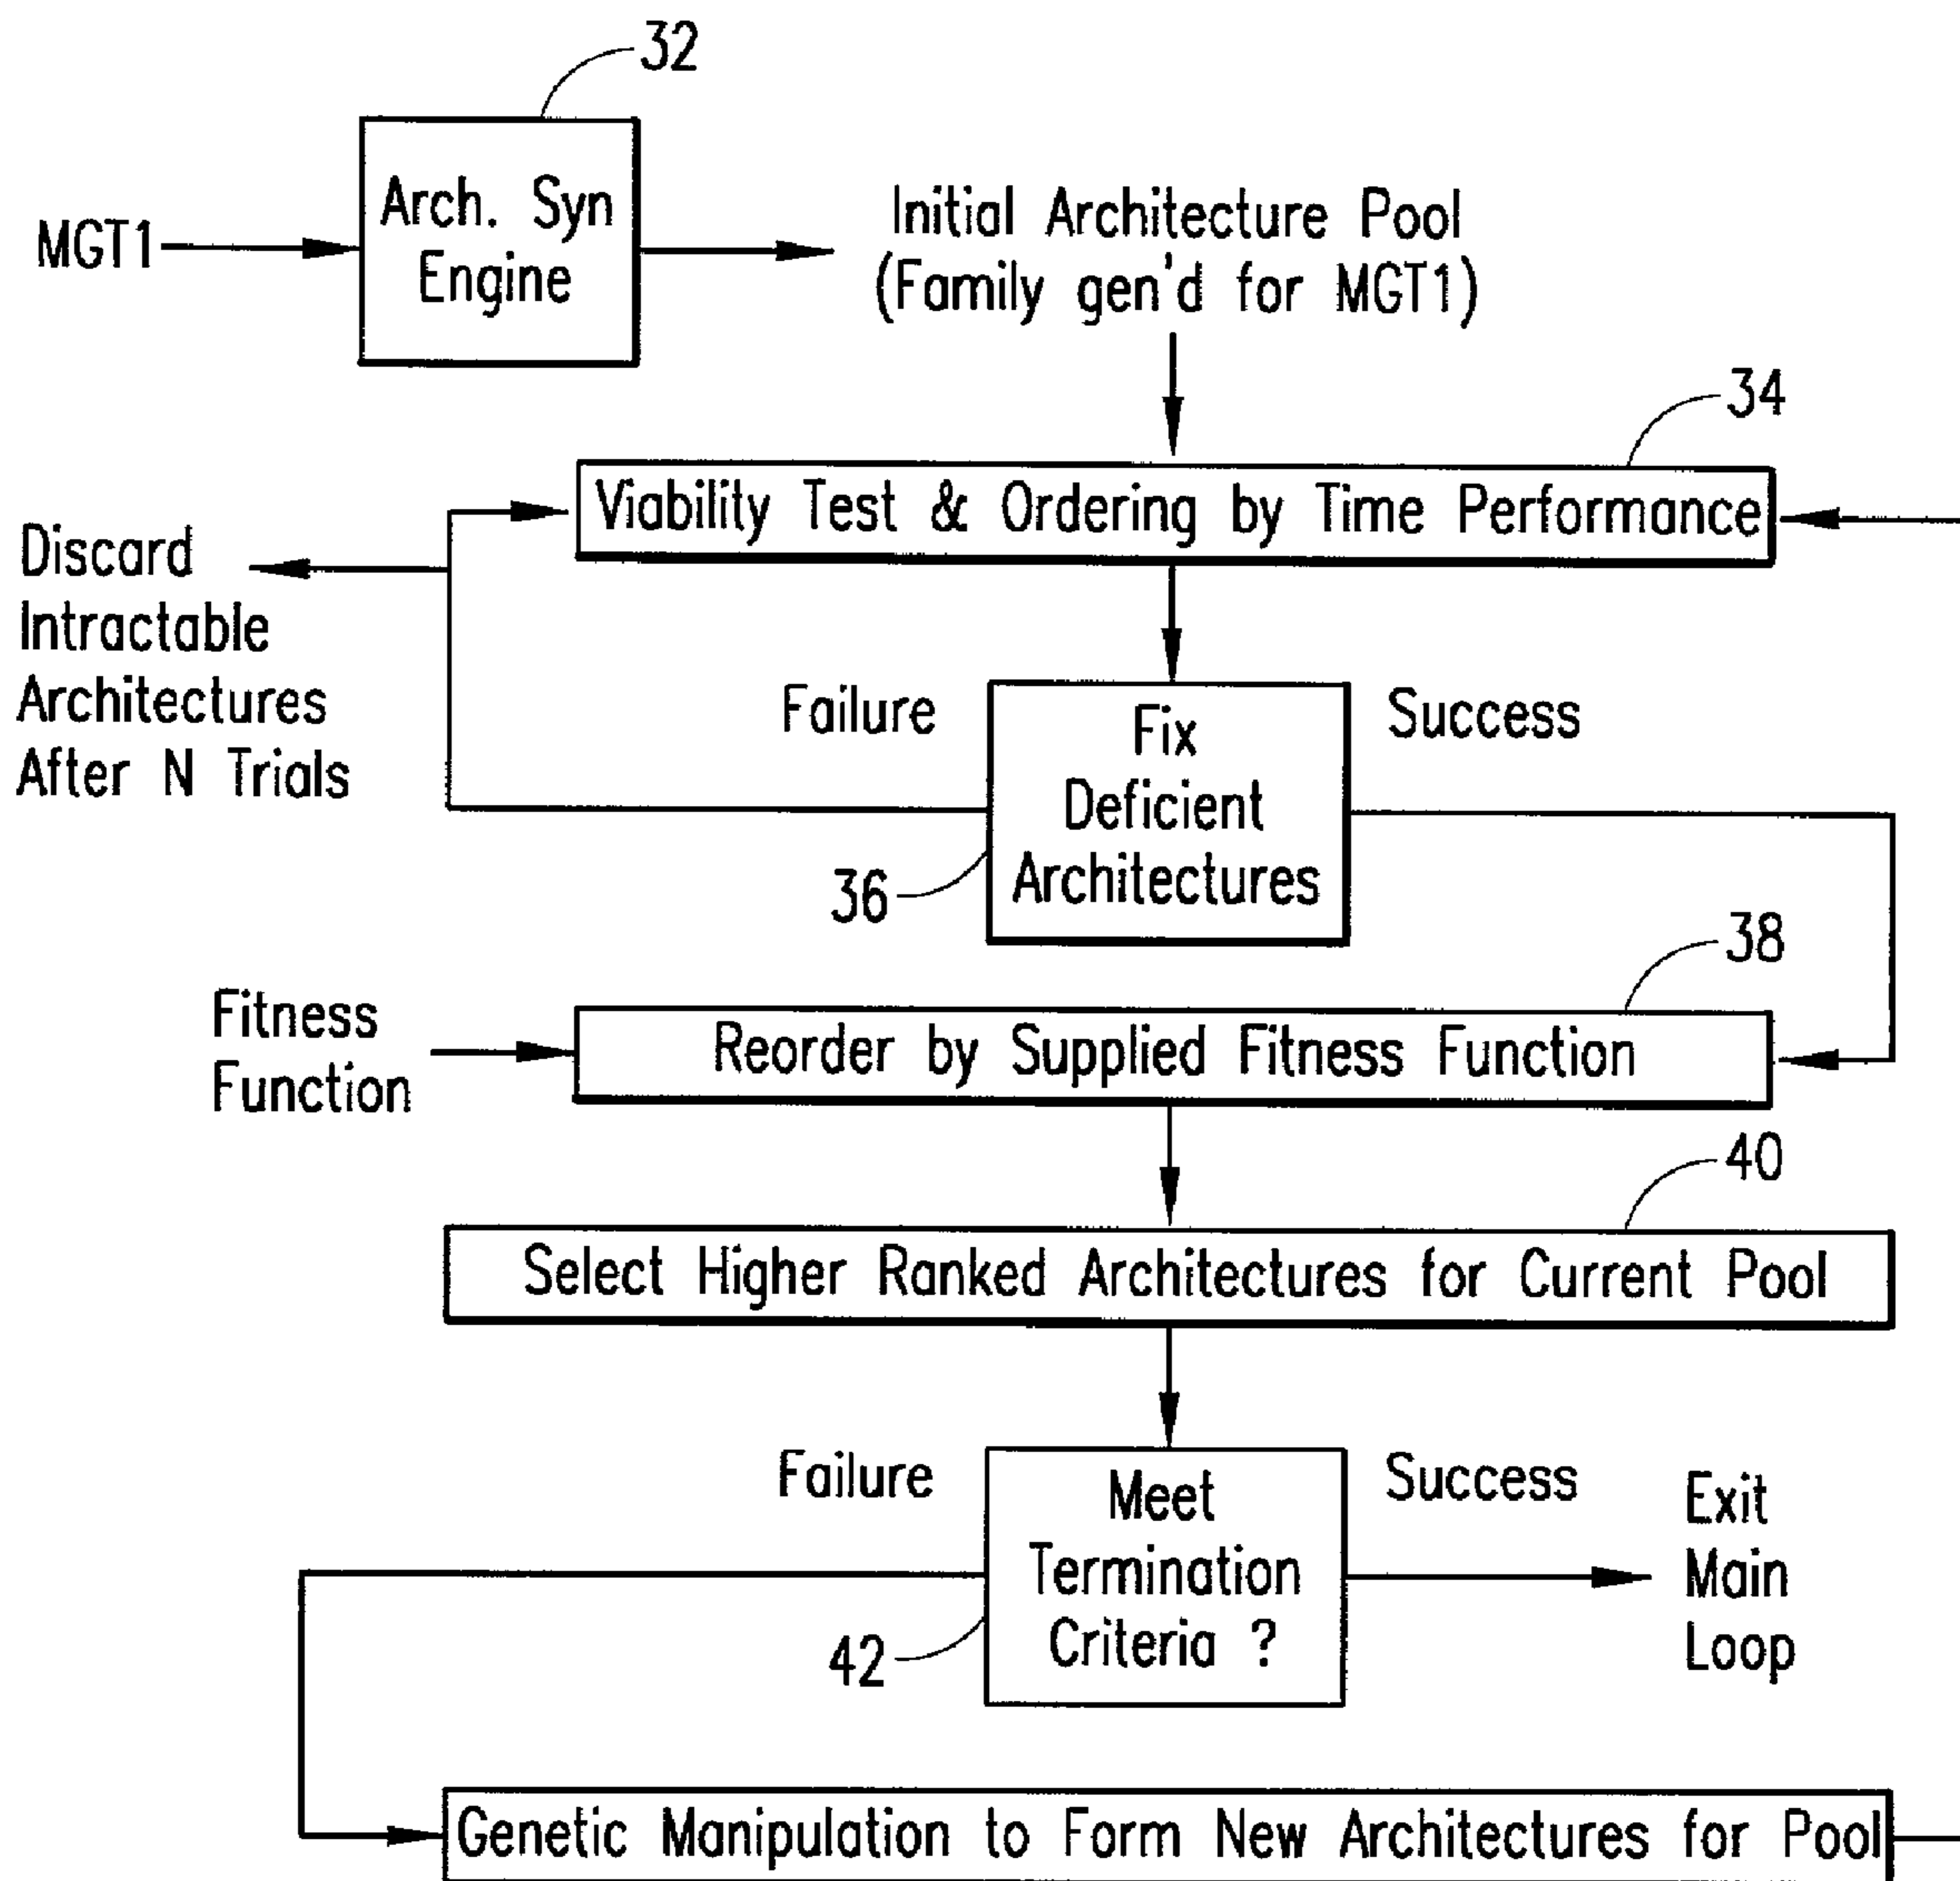 32
MGT1
Arch. Syn
Engine
Initial Architecture Pool
(Family gen'd for MGT1)
34
Viability Test & Ordering by Time Performance
Discard
Intractable
Architectures
After N Trials
Failure
Fix
Deficient
Architectures
Success
36
38
Fitness
Function
Reorder by Supplied Fitness Function
40
Select Higher Ranked Architectures for Current Pool
Failure
Meet
Termination
Criteria ?
Success
Exit
Main
Loop
42
Genetic Manipulation to Form New Architectures for Pool